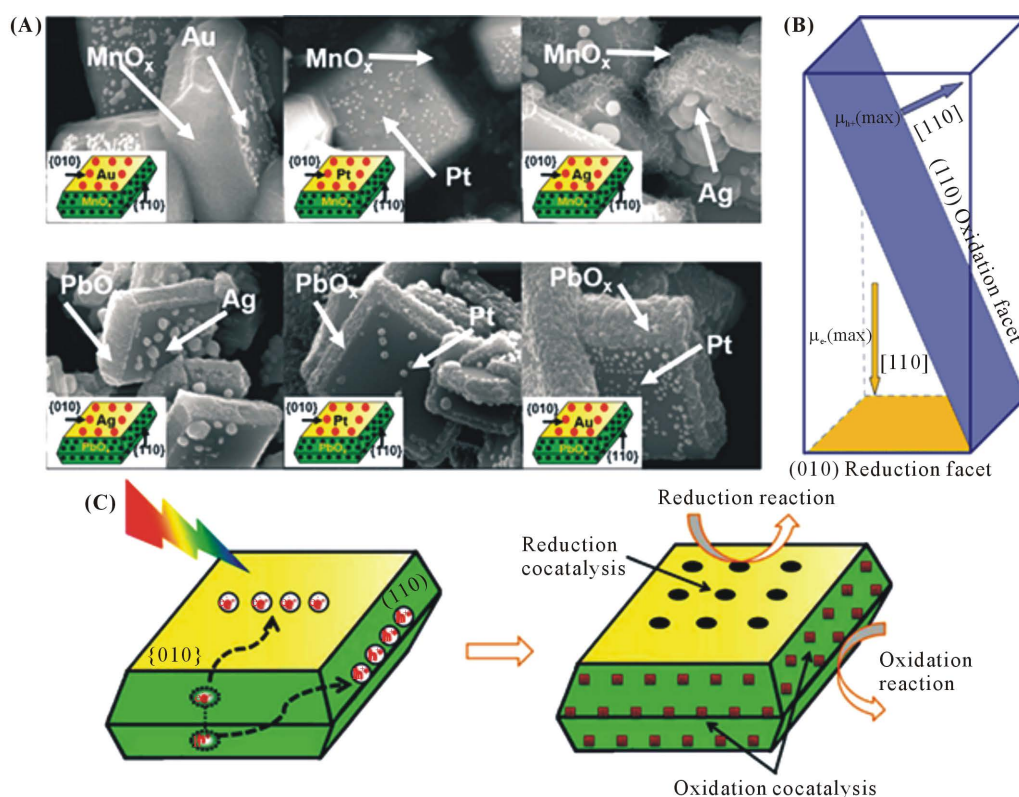 (A)
MnOx
Au
{010}
Au
MnOx
{110}
MnOx
Pt
{010}
Pt
MnOx
{110}
MnOx
Ag
{010}
Ag
MnOx
{110}
PbO
Ag
{010}
Ag
PbOx
{110}
PbOx
Pt
{010}
Pt
PbOx
{110}
PbOx
Pt
{010}
Au
PbOx
{110}
(B)
μh+(max)
[110]
(110) Oxidation facet
μe-(max)
[110]
(010) Reduction facet
(C)
{010}
(110)
Reduction reaction
Reduction
cocatalysis
Oxidation
reaction
Oxidation cocatalysis